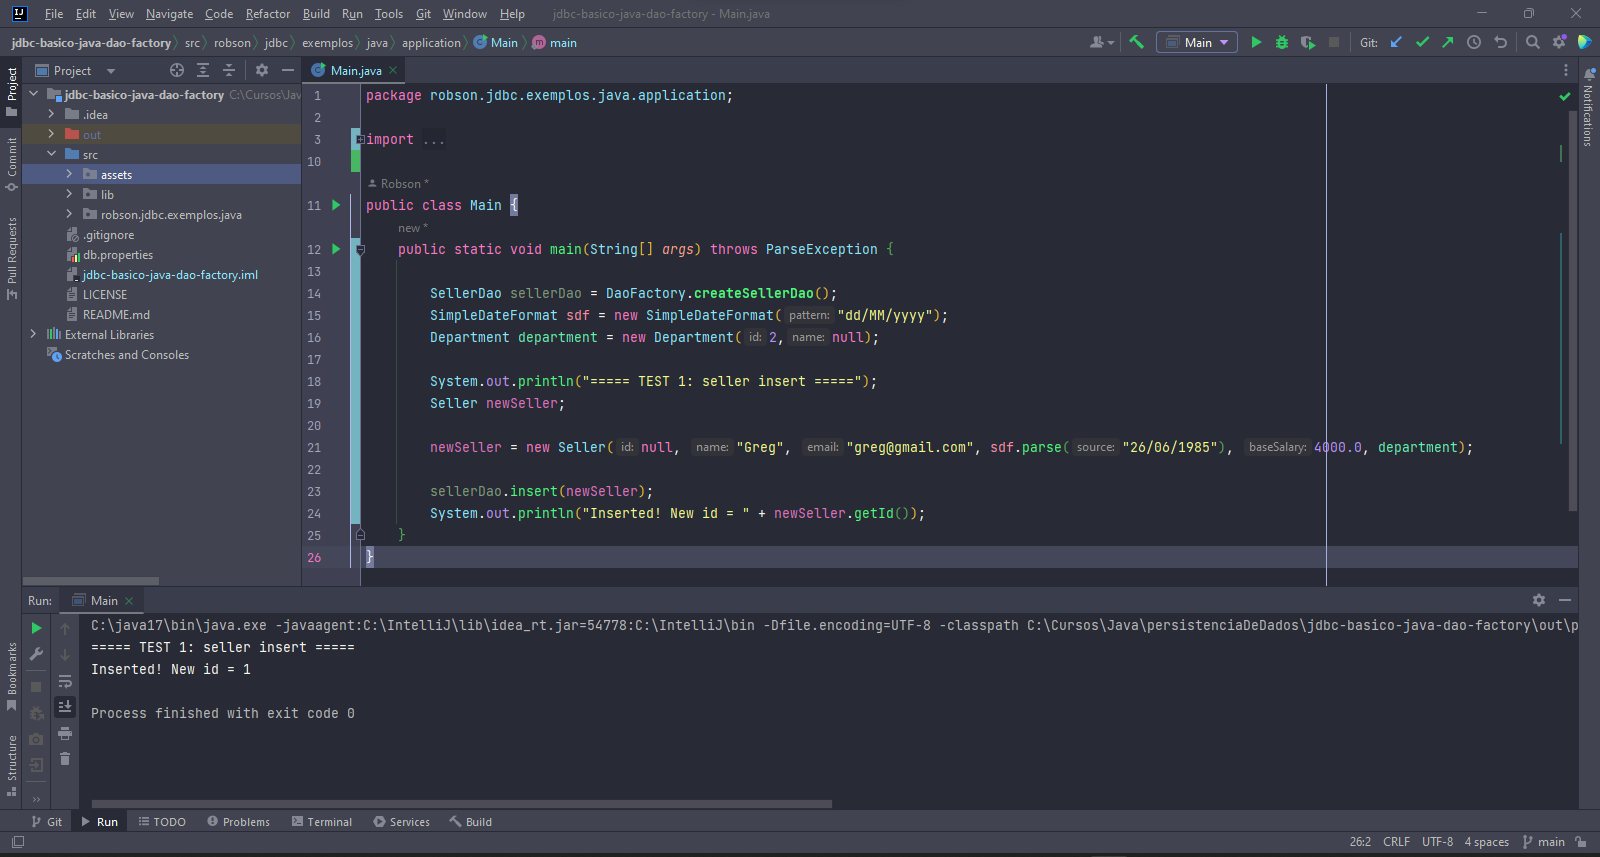 File Edit View Navigate Code Refactor Build Run Tools Git Window Help jdbc-basico-java-dao-factory - Main.java
jdbc-basico-java-dao-factory src robson jdbc exemplos java application Main main Main Git:
Project
Main.java
Project
Commit
Pull Requests
Bookmarks
Structure
Notifications
jdbc-basico-java-dao-factory C:\Cursos\Jav
.idea
out
src
assets
lib
robson.jdbc.exemplos.java
.gitignore
db.properties
jdbc-basico-java-dao-factory.iml
LICENSE
README.md
External Libraries
Scratches and Consoles
1 package robson.jdbc.exemplos.java.application;
2
3 import ...
10
Robson *
11 public class Main {
new *
12 public static void main(String[] args) throws ParseException {
13
14 SellerDao sellerDao = DaoFactory.createSellerDao();
15 SimpleDateFormat sdf = new SimpleDateFormat( pattern: "dd/MM/yyyy");
16 Department department = new Department( id: 2, name: null);
17
18 System.out.println("===== TEST 1: seller insert =====");
19 Seller newSeller;
20
21 newSeller = new Seller( id: null, name: "Greg", email: "greg@gmail.com", sdf.parse( source: "26/06/1985"), baseSalary: 4000.0, department);
22
23 sellerDao.insert(newSeller);
24 System.out.println("Inserted! New id = " + newSeller.getId());
25 }
26 }
Run: Main
C:\java17\bin\java.exe -javaagent:C:\IntelliJ\lib\idea_rt.jar=54778:C:\IntelliJ\bin -Dfile.encoding=UTF-8 -classpath C:\Cursos\Java\persistenciaDeDados\jdbc-basico-java-dao-factory\out\p
===== TEST 1: seller insert =====
Inserted! New id = 1
Process finished with exit code 0
Git Run TODO Problems Terminal Services Build
26:2 CRLF UTF-8 4 spaces main